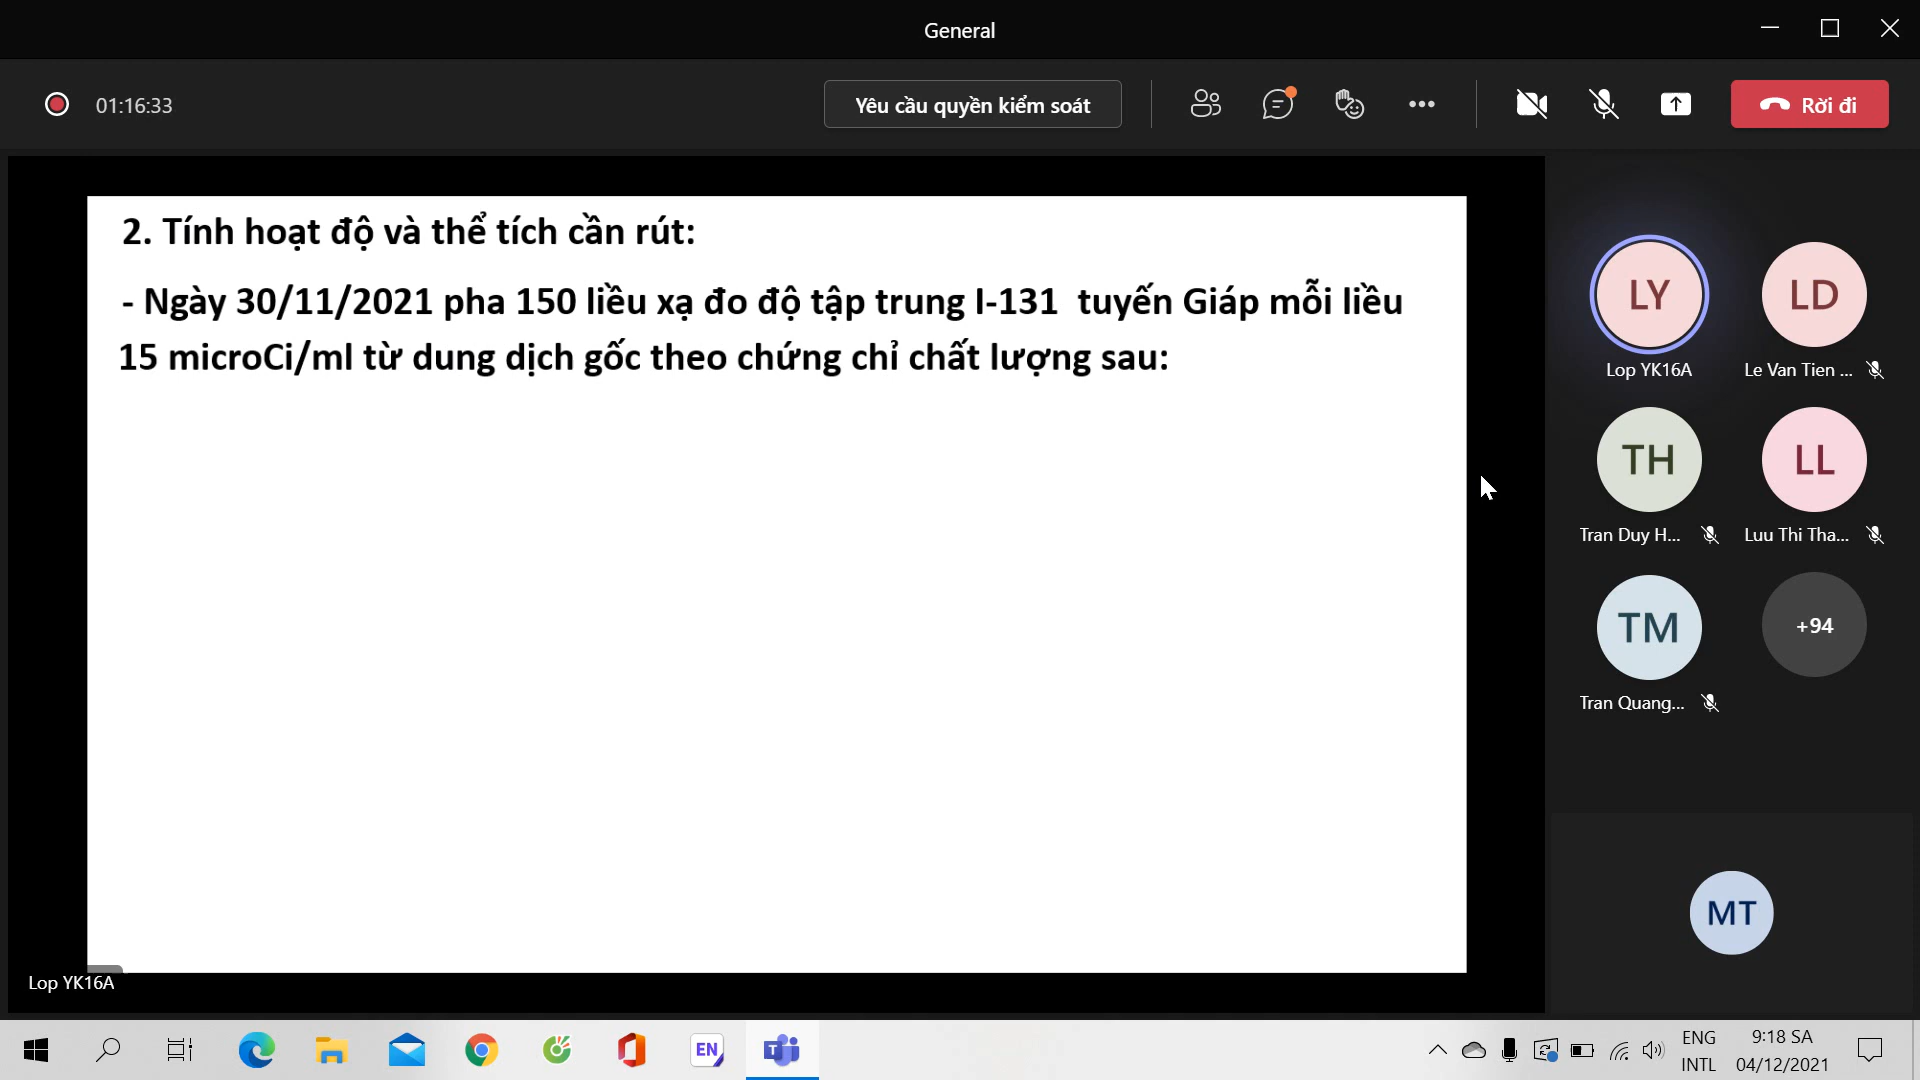 General
01:16:33
Yêu cầu quyền kiểm soát
Rời đi
2. Tính hoạt độ và thể tích cần rút:
- Ngày 30/11/2021 pha 150 liều xạ đo độ tập trung I-131 tuyến Giáp mỗi liều
15 microCi/ml từ dung dịch gốc theo chứng chỉ chất lượng sau:
LY
LD
Lop YK16A
Le Van Tien ...
TH
LL
Tran Duy H...
Luu Thi Tha...
TM
+94
Tran Quang...
MT
Lop YK16A
EN
T
ENG
INTL
9:18 SA
04/12/2021